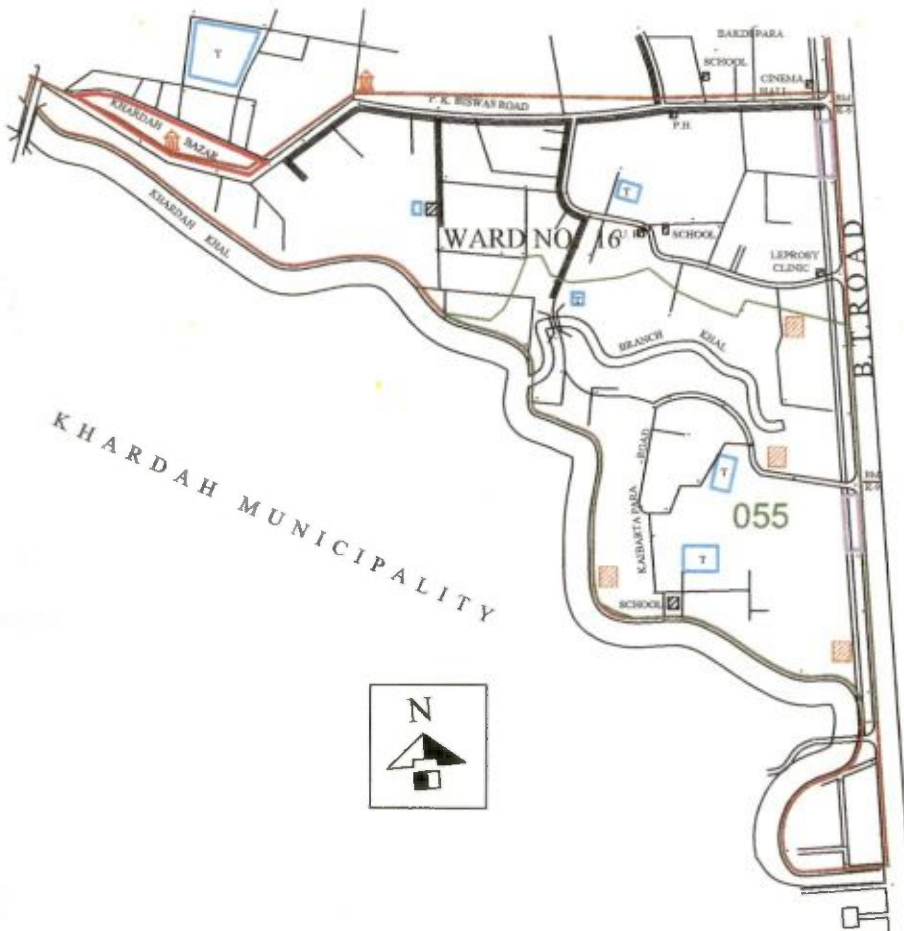 T
BAKDIPARA
SCHOOL
CINEMA
HALL
KHARDAH BAZAR
P. K. BISWAS ROAD
P.H.
T
KHARDAH KHAL
WARD NO. 16
SCHOOL
LEPROSY
CLINIC
B.T.ROAD
BRANCH KHAL
KAIBARTA PARA ROAD
T
055
T
SCHOOL
KHARDAH MUNICIPALITY
N